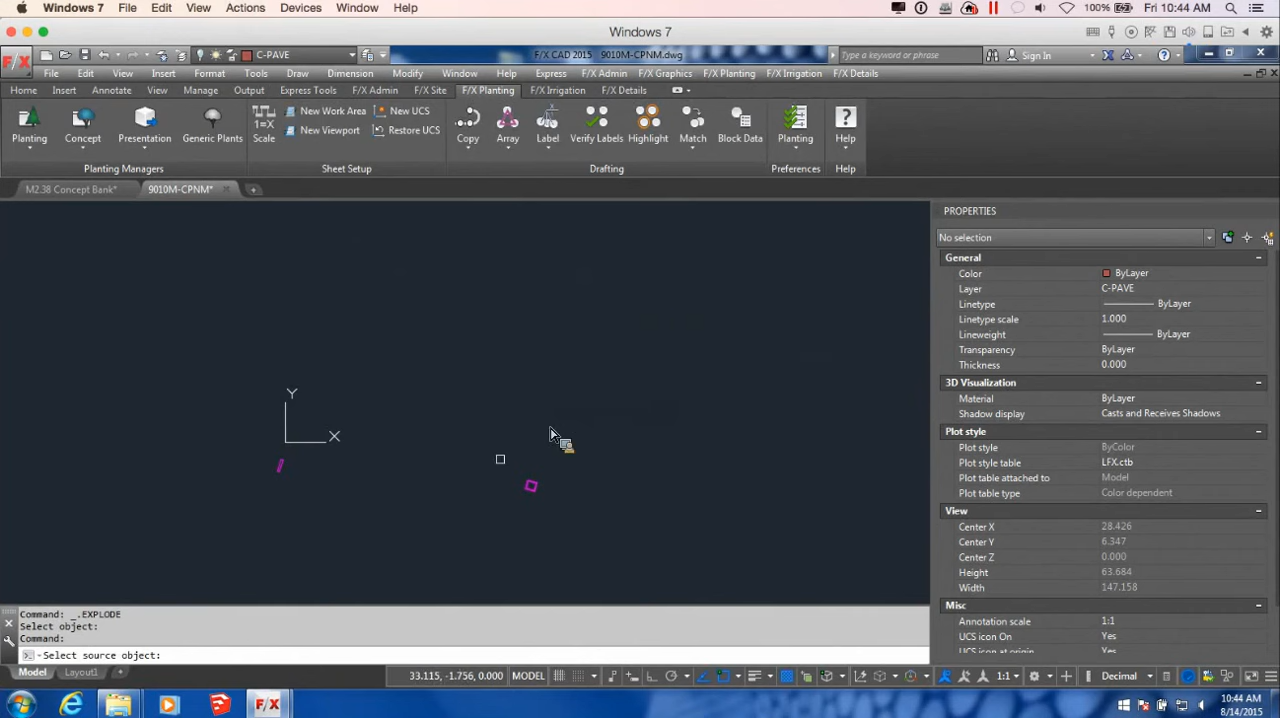 Windows 7 File Edit View Actions Devices Window Help 100% Fri 10:44 AM
Windows 7
F/X C-PAVE F/X CAD 2015 9010M-CPNM.dwg Type a keyword or phrase Sign In
File Edit View Insert Format Tools Draw Dimension Modify Window Help Express F/X Admin F/X Graphics F/X Planting F/X Irrigation F/X Details
Home Insert Annotate View Manage Output Express Tools F/X Admin F/X Site F/X Planting F/X Irrigation F/X Details
1=X New Work Area New UCS
Planting Concept Presentation Generic Plants Scale New Viewport Restore UCS Copy Array Label Verify Labels Highlight Match Block Data Planting Help
Planting Managers Sheet Setup Drafting Preferences Help
M2.38 Concept Bank* 9010M-CPNM*
PROPERTIES
No selection
General
Color ByLayer
Layer C-PAVE
Linetype ByLayer
Linetype scale 1.000
Lineweight ByLayer
Transparency ByLayer
Thickness 0.000
3D Visualization
Material ByLayer
Shadow display Casts and Receives Shadows
Plot style
Plot style ByColor
Plot style table LFX.ctb
Plot table attached to Model
Plot table type Color dependent
View
Center X 28.426
Center Y 6.347
Center Z 0.000
Height 63.684
Width 147.158
Misc
Annotation scale 1:1
UCS icon On Yes
UCS icon at origin Yes
Y
X
Command: _.EXPLODE
Select object:
Command:
Select source object:
Model Layout1 33.115, -1.756, 0.000 MODEL 1:1 Decimal
F/X 10:44 AM
8/14/2015